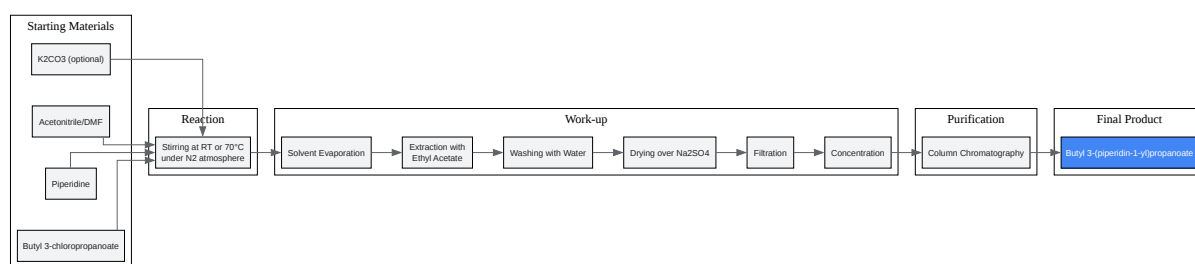 Starting Materials
K2CO3 (optional)
Acetonitrile/DMF
Piperidine
Butyl 3-chloropropanoate
Reaction
Stirring at RT or 70°C
under N2 atmosphere
Work-up
Solvent Evaporation
Extraction with
Ethyl Acetate
Washing with Water
Drying over Na2SO4
Filtration
Concentration
Purification
Column Chromatography
Final Product
Butyl 3-(piperidin-1-yl)propanoate